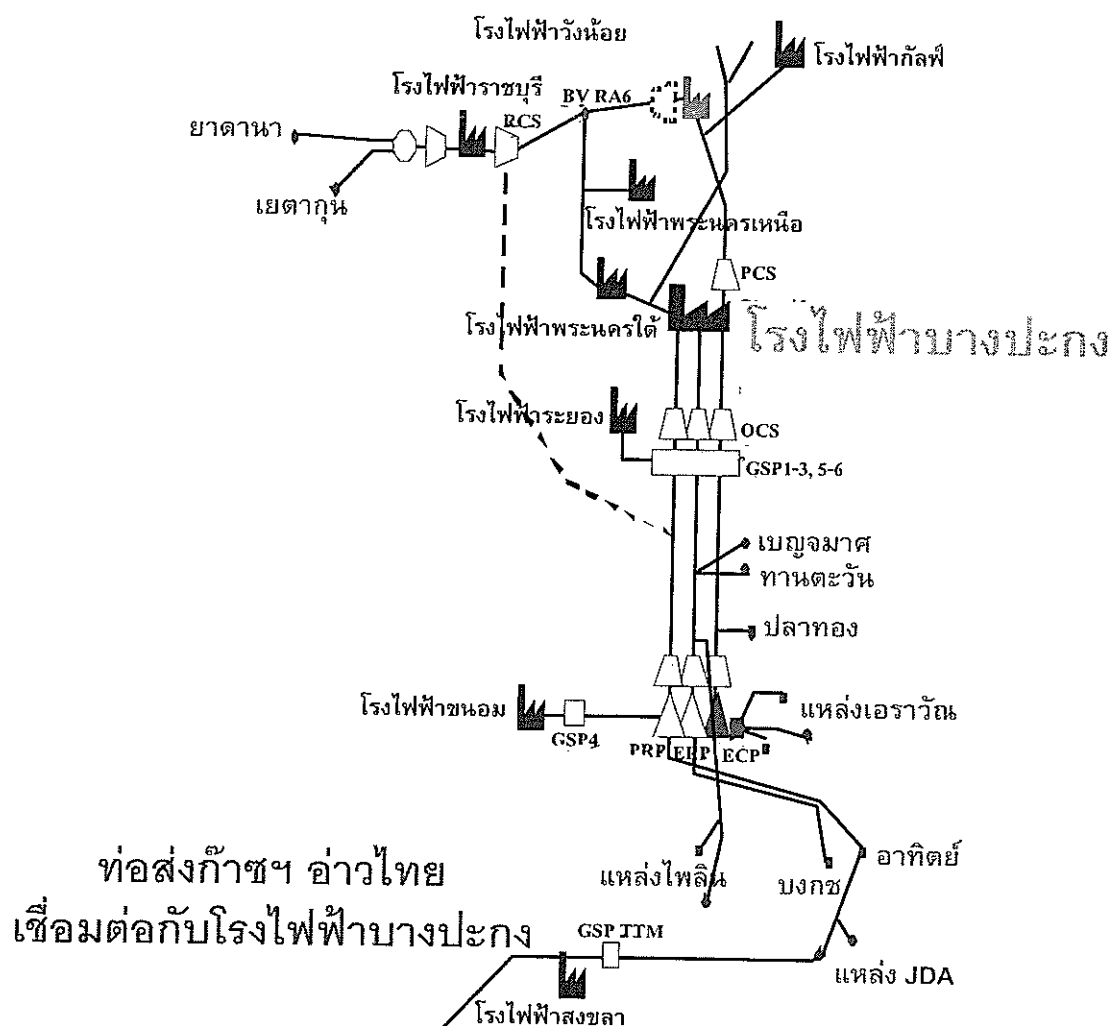 โรงไฟฟ้าวังน้อย
โรงไฟฟ้ากัลฟ์
โรงไฟฟ้าราชบุรี
BV RA6
RCS
ยาดานา
เยตากุน
โรงไฟฟ้าพระนครเหนือ
PCS
โรงไฟฟ้าพระนครใต้
โรงไฟฟ้าบางปะกง
โรงไฟฟ้าระยอง
OCS
GSP1-3, 5-6
เบญจมาศ
ทานตะวัน
ปลาทอง
โรงไฟฟ้าขนอม
แหล่งเอราวัณ
GSP4
PRP ERP ECP
แหล่งไพลิน
บงกช
อาทิตย์
ท่อส่งก๊าซฯ อ่าวไทย
เชื่อมต่อกับโรงไฟฟ้าบางปะกง
GSP TTM
แหล่ง JDA
โรงไฟฟ้าสงขลา